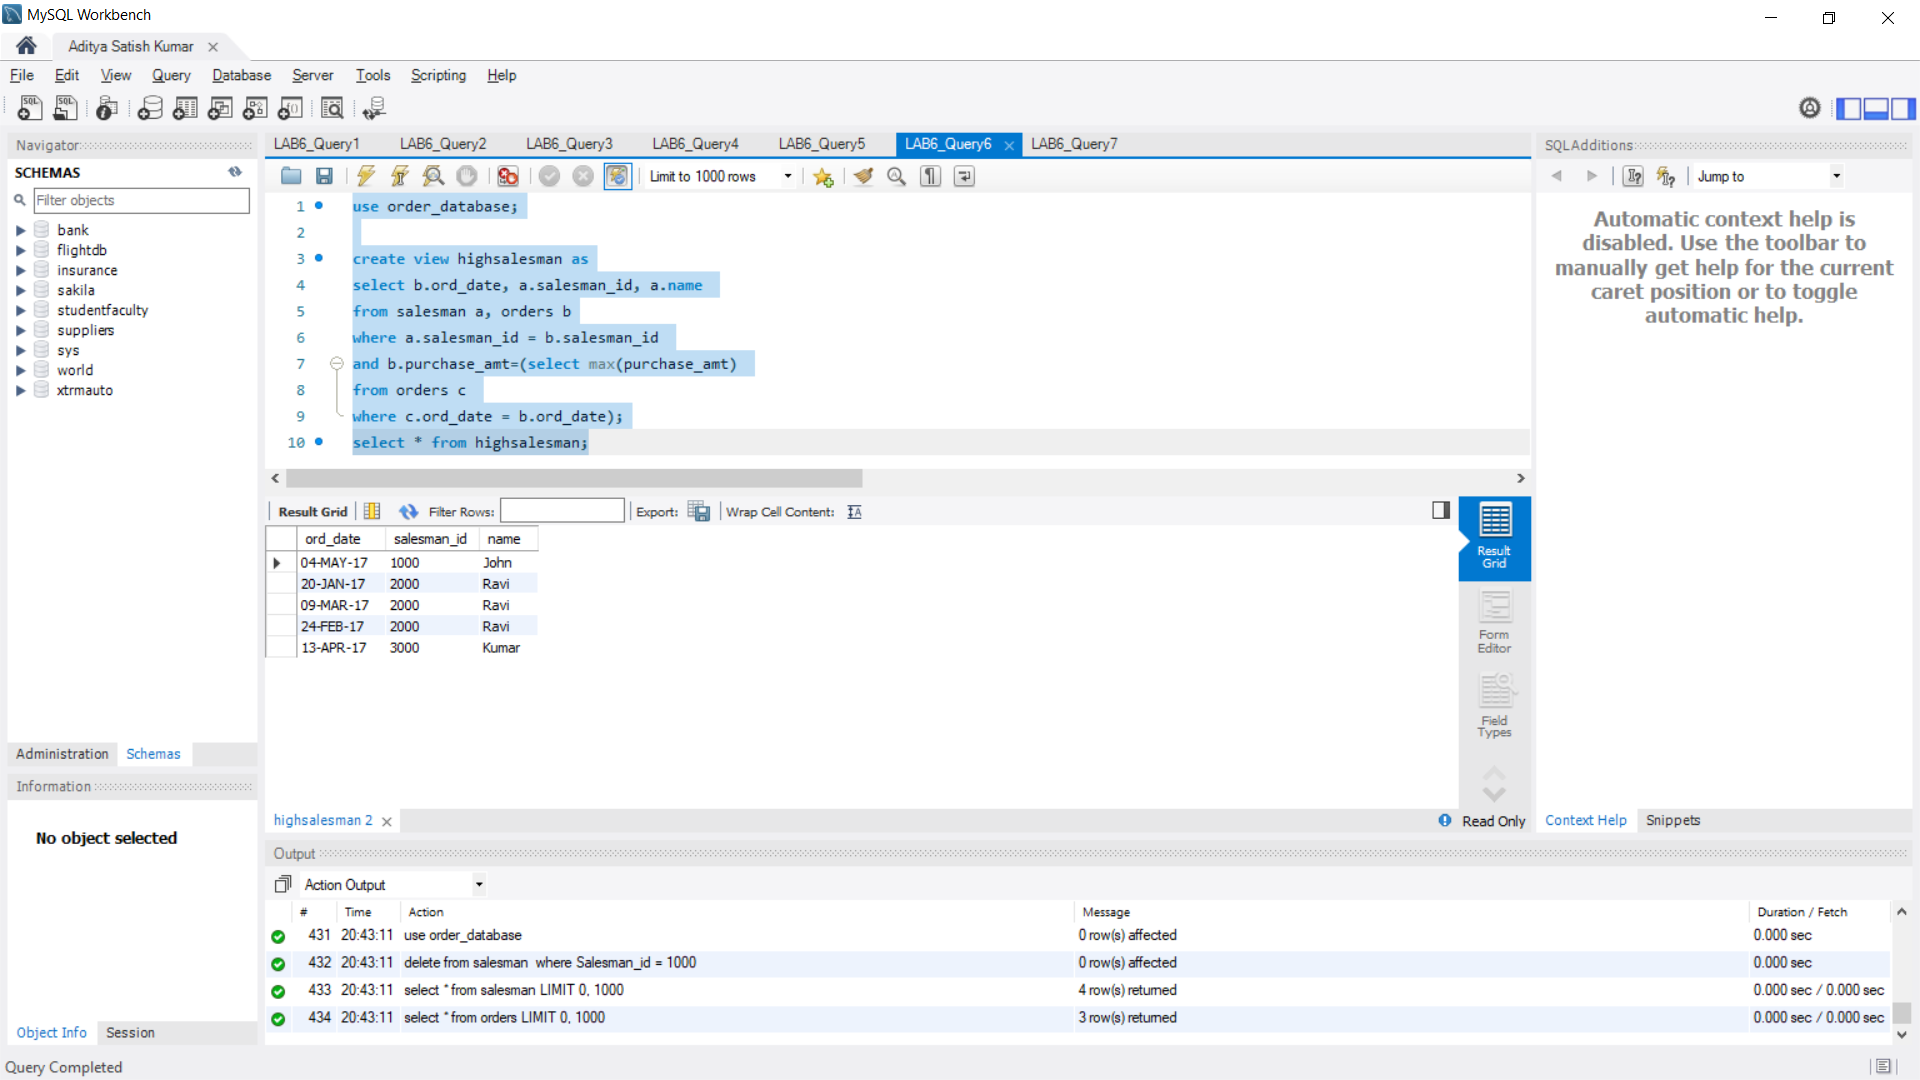 MySQL Workbench
Aditya Satish Kumar
File Edit View Query Database Server Tools Scripting Help
Navigator
SCHEMAS
Filter objects
bank
flightdb
insurance
sakila
studentfaculty
suppliers
sys
world
xtrmauto
Administration Schemas
Information
No object selected
Object Info Session
LAB6_Query1 LAB6_Query2 LAB6_Query3 LAB6_Query4 LAB6_Query5 LAB6_Query6 LAB6_Query7
Limit to 1000 rows
1 use order_database;
2
3 create view highsalesman as
4 select b.ord_date, a.salesman_id, a.name
5 from salesman a, orders b
6 where a.salesman_id = b.salesman_id
7 and b.purchase_amt=(select max(purchase_amt)
8 from orders c
9 where c.ord_date = b.ord_date);
10 select * from highsalesman;
Result Grid Filter Rows: Export: Wrap Cell Content:
ord_date salesman_id name
04-MAY-17 1000 John
20-JAN-17 2000 Ravi
09-MAR-17 2000 Ravi
24-FEB-17 2000 Ravi
13-APR-17 3000 Kumar
Result
Grid
Form
Editor
Field
Types
highsalesman 2
Read Only
SQLAdditions
Jump to
Automatic context help is
disabled. Use the toolbar to
manually get help for the current
caret position or to toggle
automatic help.
Context Help Snippets
Output
Action Output
# Time Action Message Duration / Fetch
431 20:43:11 use order_database 0 row(s) affected 0.000 sec
432 20:43:11 delete from salesman where Salesman_id = 1000 0 row(s) affected 0.000 sec
433 20:43:11 select * from salesman LIMIT 0, 1000 4 row(s) returned 0.000 sec / 0.000 sec
434 20:43:11 select * from orders LIMIT 0, 1000 3 row(s) returned 0.000 sec / 0.000 sec
Query Completed